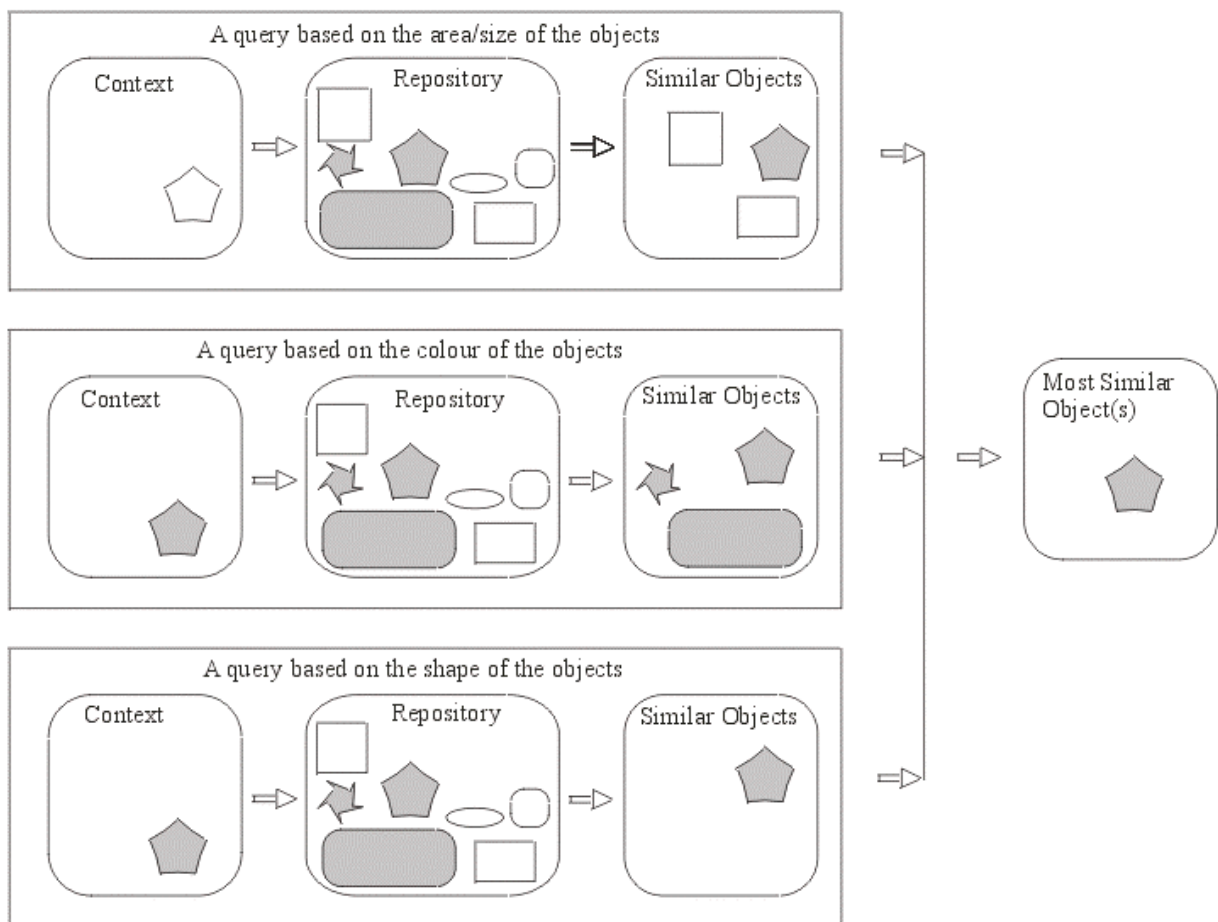 A query based on the area/size of the objects
Context
Repository
Similar Objects
A query based on the colour of the objects
Context
Repository
Similar Objects
Most Similar
Object(s)
A query based on the shape of the objects
Context
Repository
Similar Objects